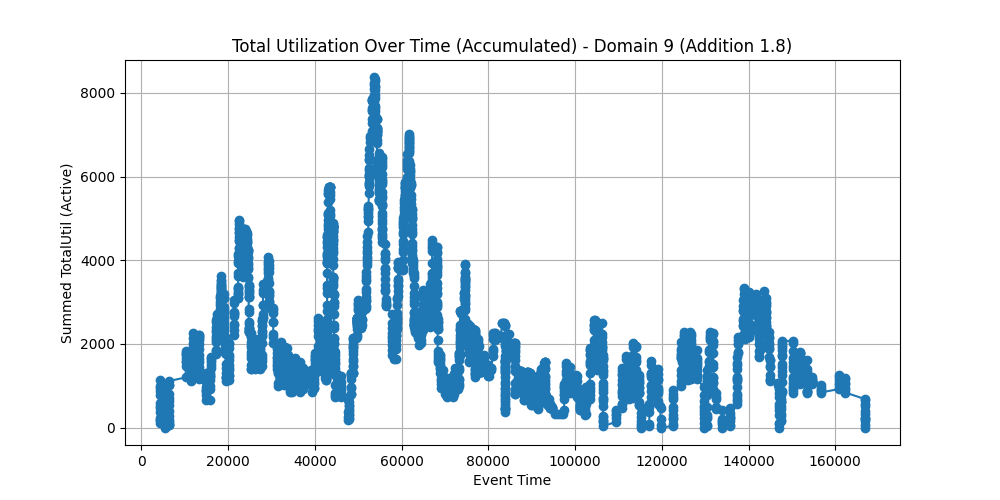 Total Utilization Over Time (Accumulated) - Domain 9 (Addition 1.8)
Summed TotalUtil (Active)
8000
6000
4000
2000
0
0 20000 40000 60000 80000 100000 120000 140000 160000
Event Time